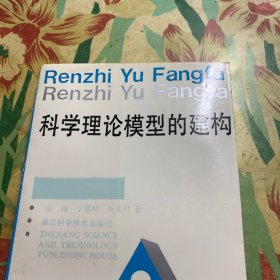 Renzhi Yu Fangfa
Renzhi Yu Fangfa
科学理论模型的建构
著
浙江科学技术出版社
ZHEJIANG SCIENCE
AND TECHNOLOGY
PUBLISHING HOUSE